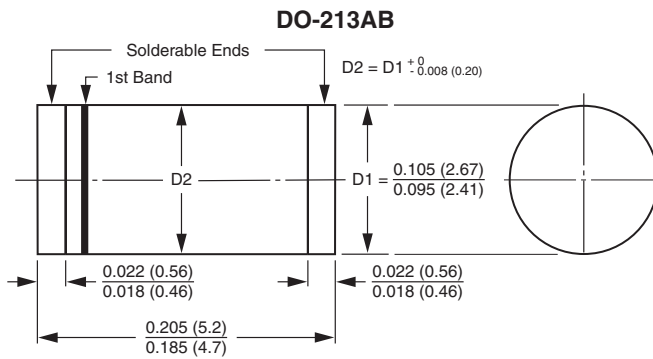 DO-213AB
Solderable Ends
D2 = D1 + 0 - 0.008 (0.20)
1st Band
D2
D1 = 0.105 (2.67)
0.095 (2.41)
0.022 (0.56)
0.018 (0.46)
0.022 (0.56)
0.018 (0.46)
0.205 (5.2)
0.185 (4.7)